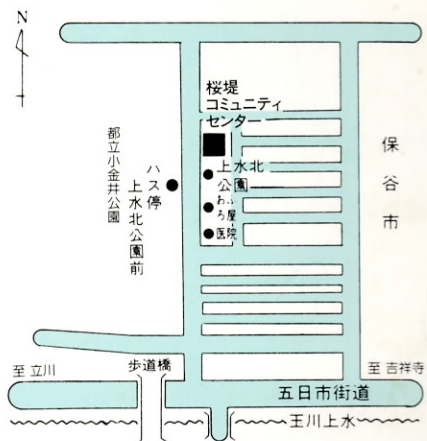 N
桜堤
コミュニティ
センター
上水北
公園
おふ
ろ屋
医院
バス停
上水北公園前
都立小金井公園
保谷市
至 立川
歩道橋
至 吉祥寺
五日市街道
玉川上水